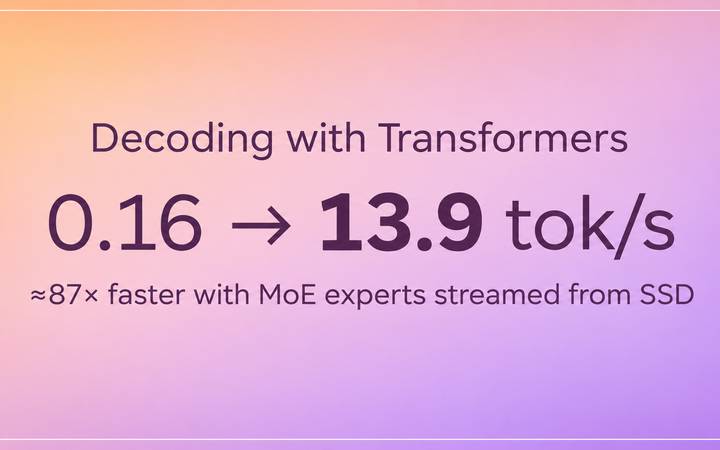 Decoding with Transformers
0.16 → 13.9 tok/s
≈87× faster with MoE experts streamed from SSD